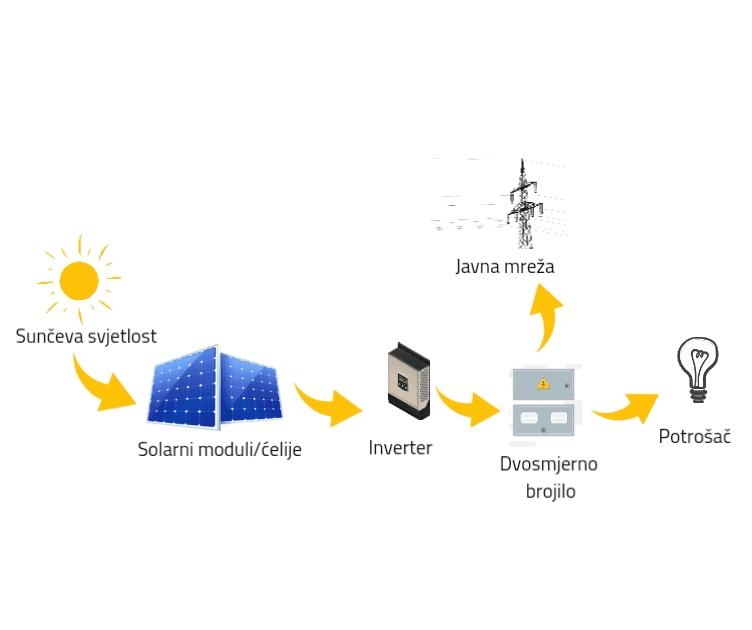 Javna mreža
Sunčeva svjetlost
Solarni moduli/ćelije
Inverter
Dvosmjerno
brojilo
Potrošač